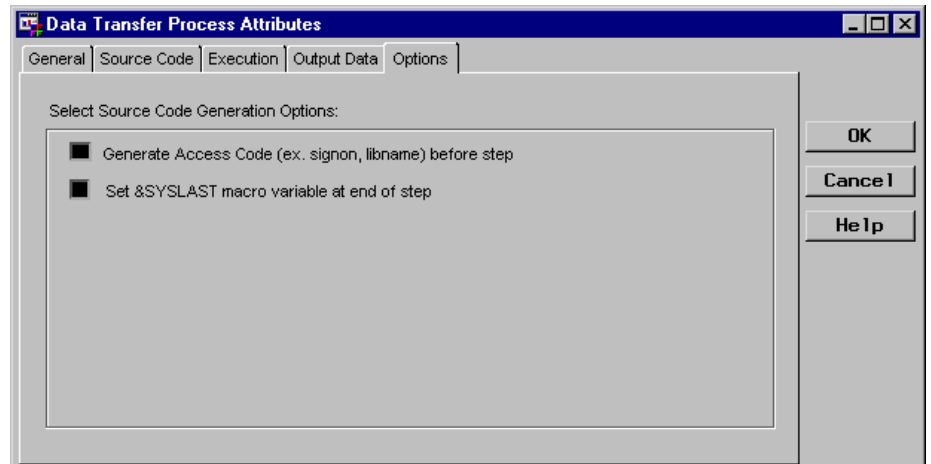 Data Transfer Process Attributes
General Source Code Execution Output Data Options
Select Source Code Generation Options:
Generate Access Code (ex. signon, libname) before step
Set &SYSLAST macro variable at end of step
OK
Cancel
Help